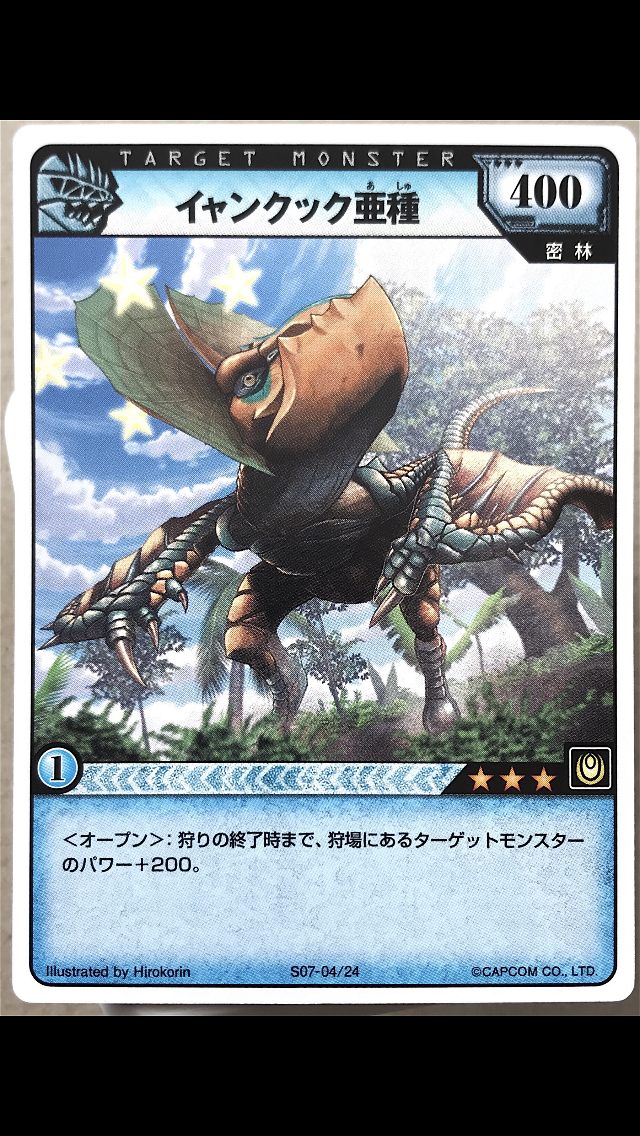 TARGET MONSTER
イャンクック亜種
あ しゅ
400
密林
1
<オープン>：狩りの終了時まで、狩場にあるターゲットモンスター
のパワー＋200。
Illustrated by Hirokorin
S07-04/24
©CAPCOM CO., LTD.